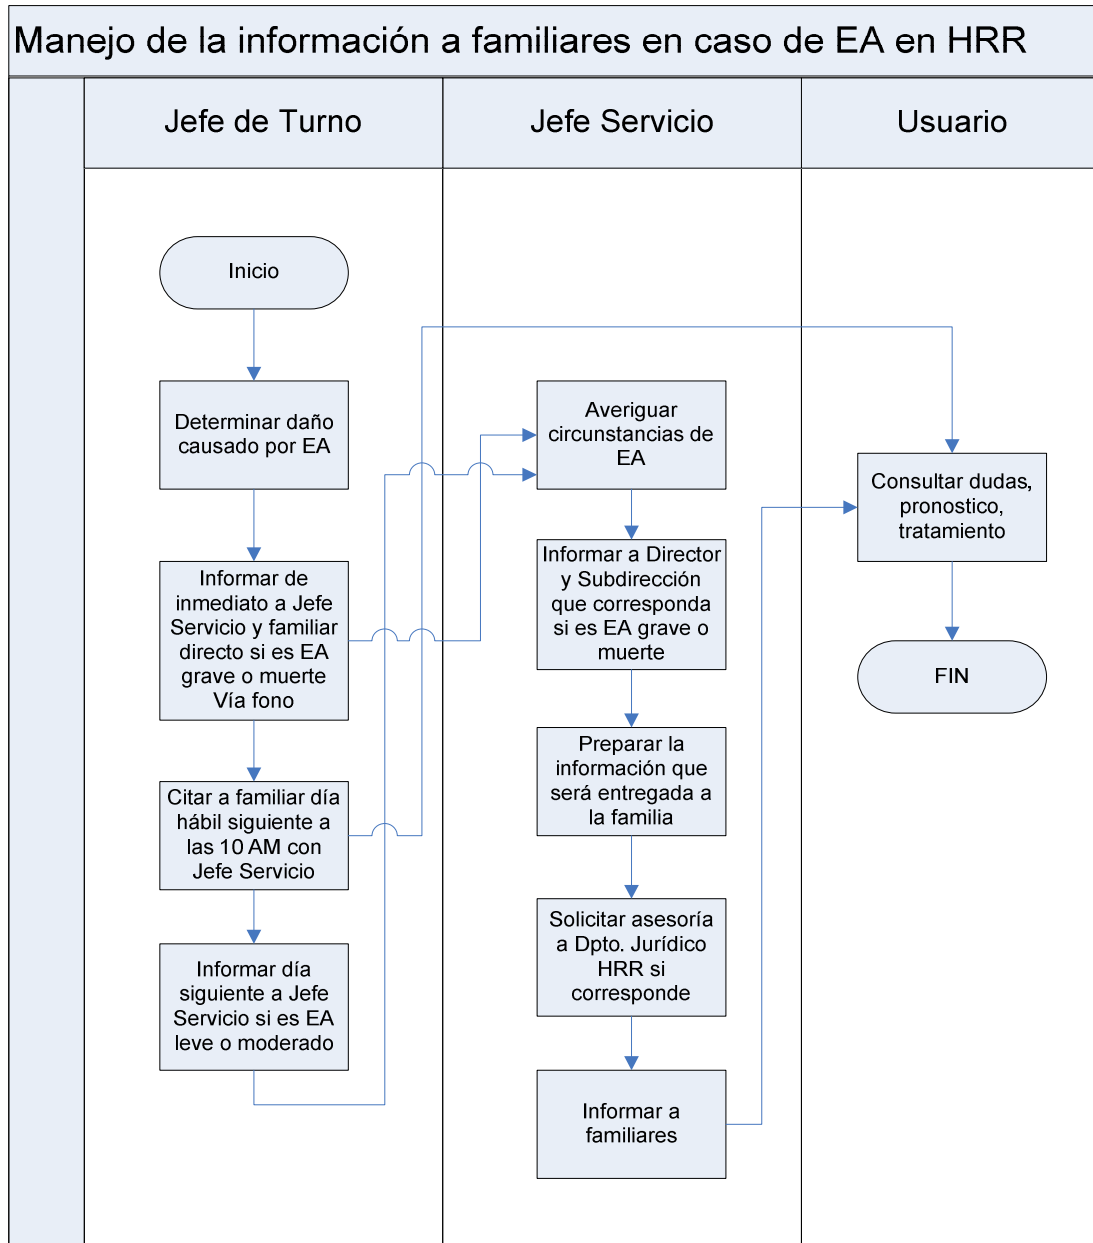 Manejo de la información a familiares en caso de EA en HRR
Jefe de Turno
Jefe Servicio
Usuario
Inicio
Determinar daño
causado por EA
Informar de
inmediato a Jefe
Servicio y familiar
directo si es EA
grave o muerte
Vía fono
Citar a familiar día
hábil siguiente a
las 10 AM con
Jefe Servicio
Informar día
siguiente a Jefe
Servicio si es EA
leve o moderado
Averiguar
circunstancias de
EA
Informar a Director
y Subdirección
que corresponda
si es EA grave o
muerte
Preparar la
información que
será entregada a
la familia
Solicitar asesoría
a Dpto. Jurídico
HRR si
corresponde
Informar a
familiares
Consultar dudas,
pronostico,
tratamiento
FIN